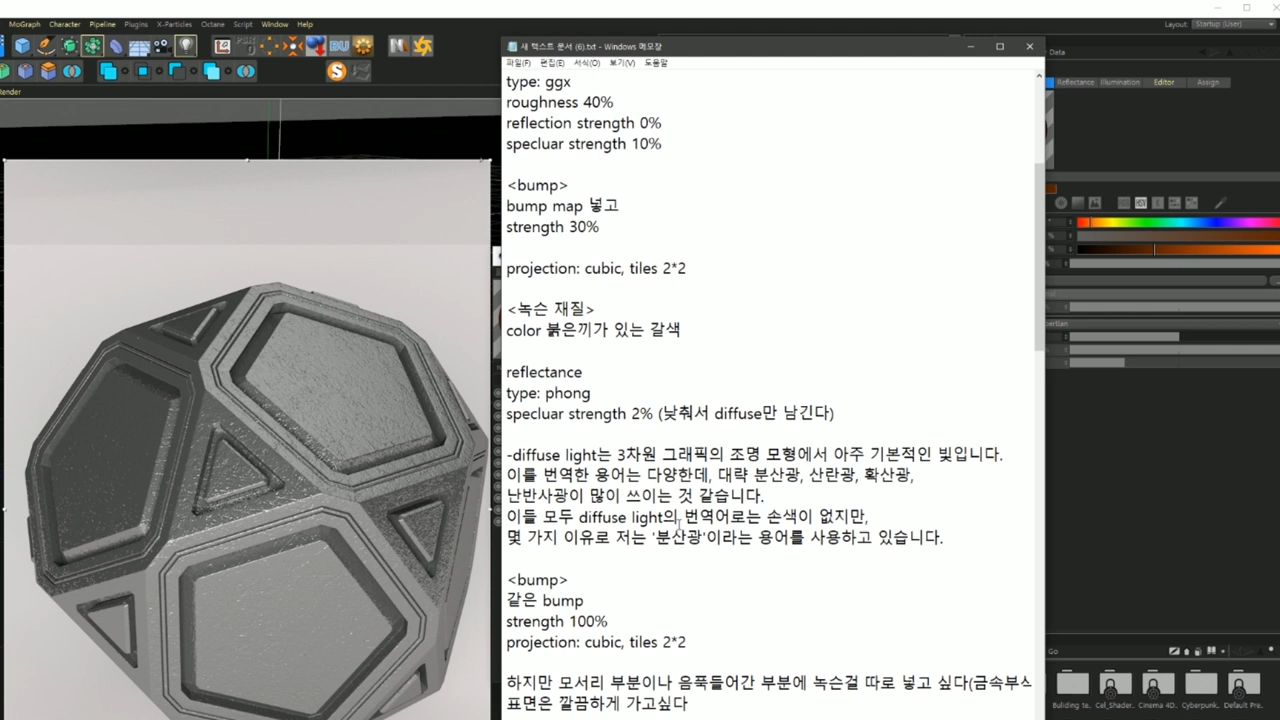 MoGraph Character Pipeline Plugins X-Particles Octane Script Window Help
Layout: Startup (User)
새 텍스트 문서 (6).txt - Windows 메모장
Data
파일(F) 편집(E) 서식(O) 보기(V) 도움말
Reflectance Illumination Editor Assign
PSR
BU
type: ggx
roughness 40%
reflection strength 0%
specluar strength 10%
<bump>
bump map 넣고
strength 30%
projection: cubic, tiles 2*2
<녹슨 재질>
color 붉은끼가 있는 갈색
reflectance
type: phong
specluar strength 2% (낮춰서 diffuse만 남긴다)
-diffuse light는 3차원 그래픽의 조명 모형에서 아주 기본적인 빛입니다.
이를 번역한 용어는 다양한데, 대략 분산광, 산란광, 확산광,
난반사광이 많이 쓰이는 것 같습니다.
이들 모두 diffuse light의 번역어로는 손색이 없지만,
몇 가지 이유로 저는 '분산광'이라는 용어를 사용하고 있습니다.
<bump>
같은 bump
strength 100%
projection: cubic, tiles 2*2
하지만 모서리 부분이나 음푹들어간 부분에 녹슨걸 따로 넣고 싶다(금속부식
표면은 깔끔하게 가고싶다
Go
Building te.. Cel_Shader.. Cinema 4D.. Cyberpunk.. Default Pre..